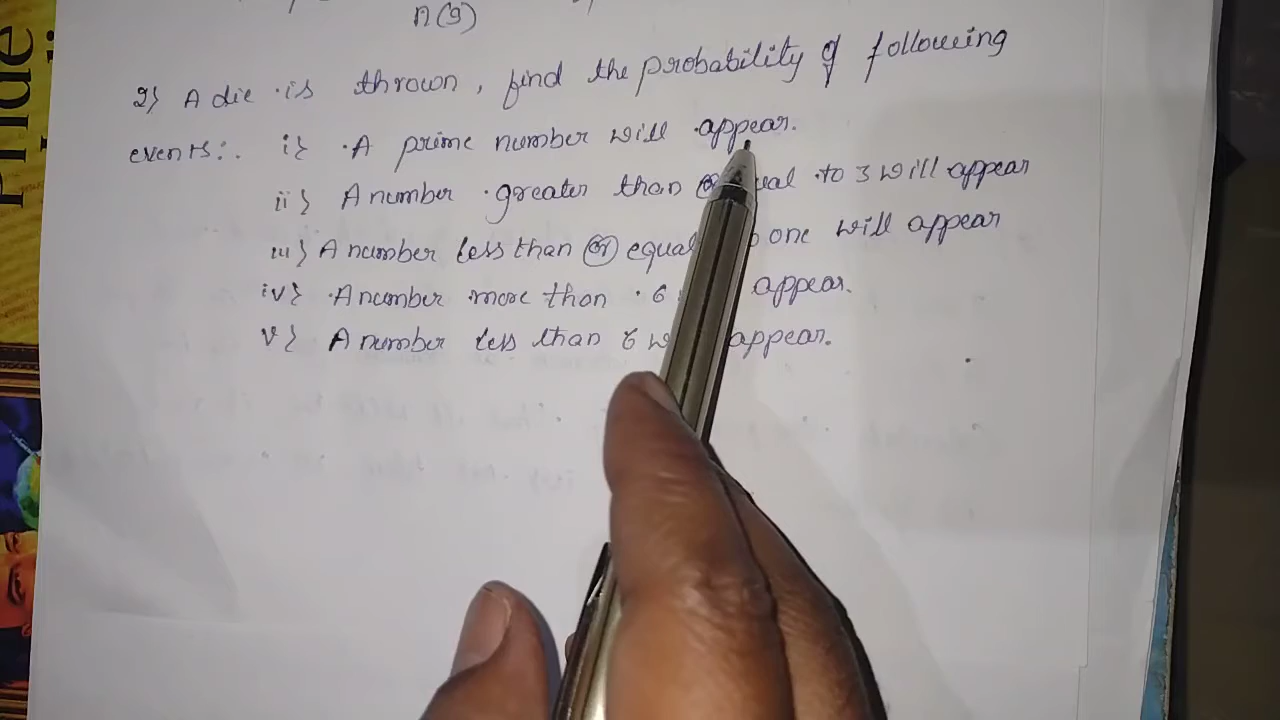 n(S)
2} A die is thrown, find the probability of following
events:. i} A prime number will appear.
ii} A number greater than to 3 will appear
iii} A number less than or equal one will appear
iv} A number more than 6 appear.
v} A number less than 6 appear.